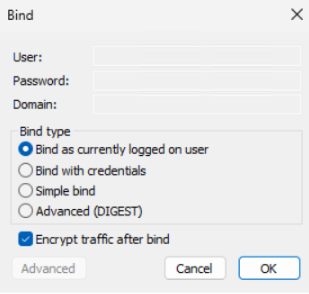 Bind
User:
Password:
Domain:
Bind type
Bind as currently logged on user
Bind with credentials
Simple bind
Advanced (DIGEST)
Encrypt traffic after bind
Advanced Cancel OK